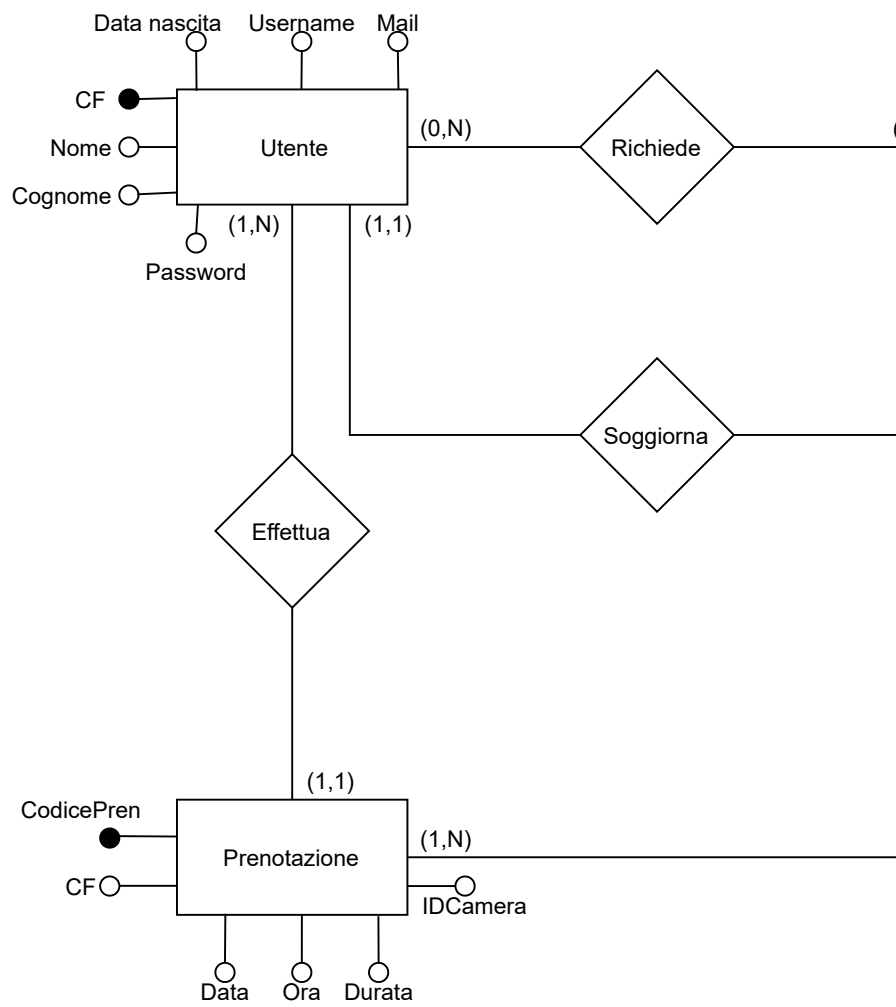 Data nascita
Username
Mail
CF
Nome
Cognome
Password
Utente
(0,N)
Richiede
(
(1,N)
(1,1)
Soggiorna
Effettua
(1,1)
CodicePren
CF
Prenotazione
(1,N)
IDCamera
Data
Ora
Durata